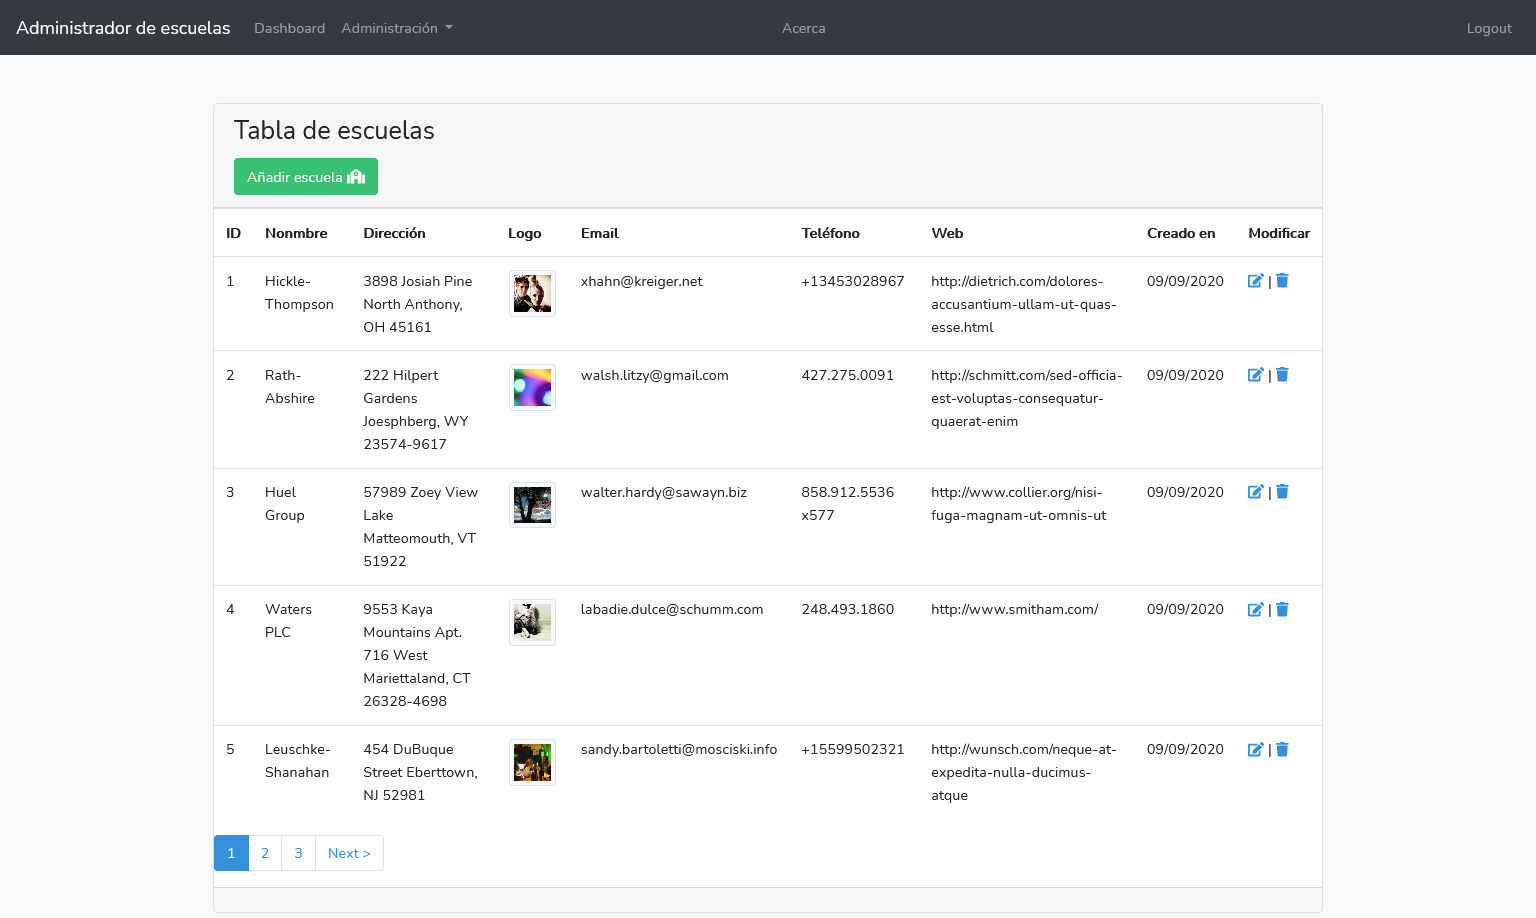 Administrador de escuelas Dashboard Administración Acerca Logout
Tabla de escuelas
Añadir escuela
ID Nonmbre Dirección Logo Email Teléfono Web Creado en Modificar
1 Hickle- 3898 Josiah Pine xhahn@kreiger.net +13453028967 http://dietrich.com/dolores- 09/09/2020 |
Thompson North Anthony, accusantium-ullam-ut-quas-
OH 45161 esse.html
2 Rath- 222 Hilpert walsh.litzy@gmail.com 427.275.0091 http://schmitt.com/sed-officia- 09/09/2020 |
Abshire Gardens est-voluptas-consequatur-
Joesphberg, WY quaerat-enim
23574-9617
3 Huel 57989 Zoey View walter.hardy@sawayn.biz 858.912.5536 http://www.collier.org/nisi- 09/09/2020 |
Group Lake x577 fuga-magnam-ut-omnis-ut
Matteomouth, VT
51922
4 Waters 9553 Kaya labadie.dulce@schumm.com 248.493.1860 http://www.smitham.com/ 09/09/2020 |
PLC Mountains Apt.
716 West
Mariettaland, CT
26328-4698
5 Leuschke- 454 DuBuque sandy.bartoletti@mosciski.info +15599502321 http://wunsch.com/neque-at- 09/09/2020 |
Shanahan Street Eberttown, expedita-nulla-ducimus-
NJ 52981 atque
1 2 3 Next >